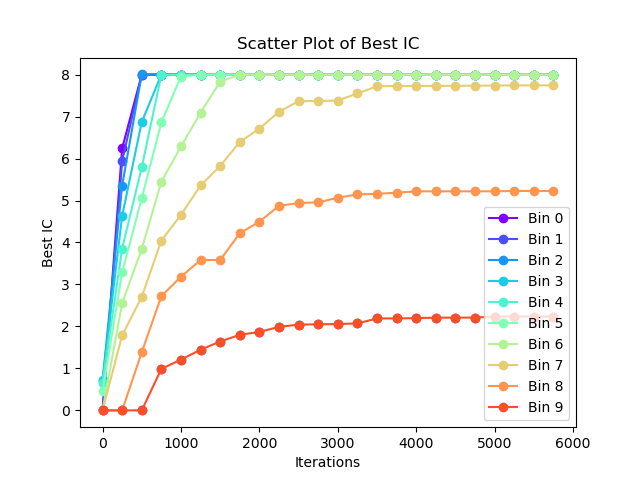 Scatter Plot of Best IC
Best IC
8
7
6
5
4
3
2
1
0
Bin 0
Bin 1
Bin 2
Bin 3
Bin 4
Bin 5
Bin 6
Bin 7
Bin 8
Bin 9
0 1000 2000 3000 4000 5000 6000
Iterations